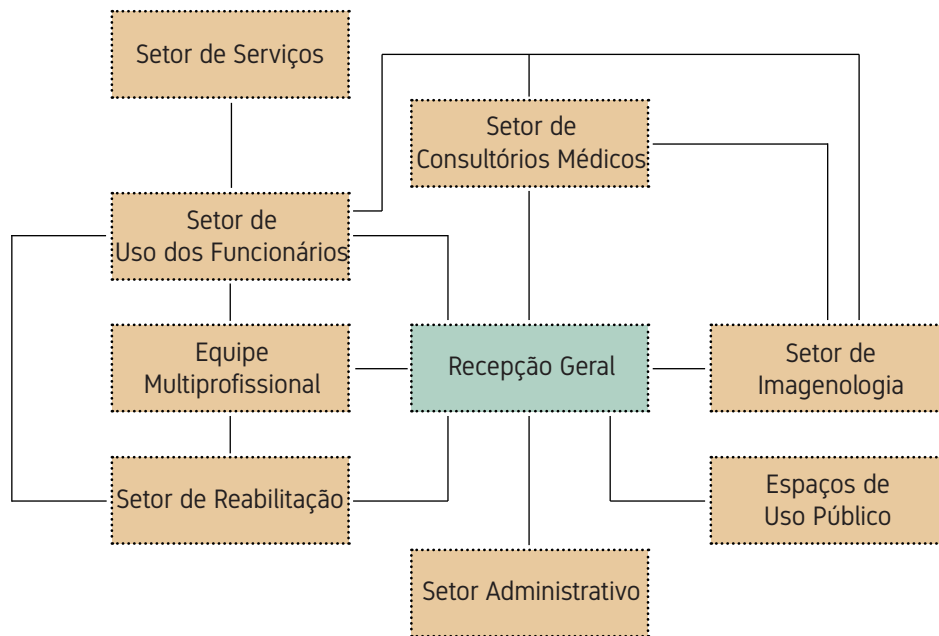 Setor de Serviços
Setor de
Consultórios Médicos
Setor de
Uso dos Funcionários
Equipe
Multiprofissional
Recepção Geral
Setor de
Imagenologia
Setor de Reabilitação
Espaços de
Uso Público
Setor Administrativo